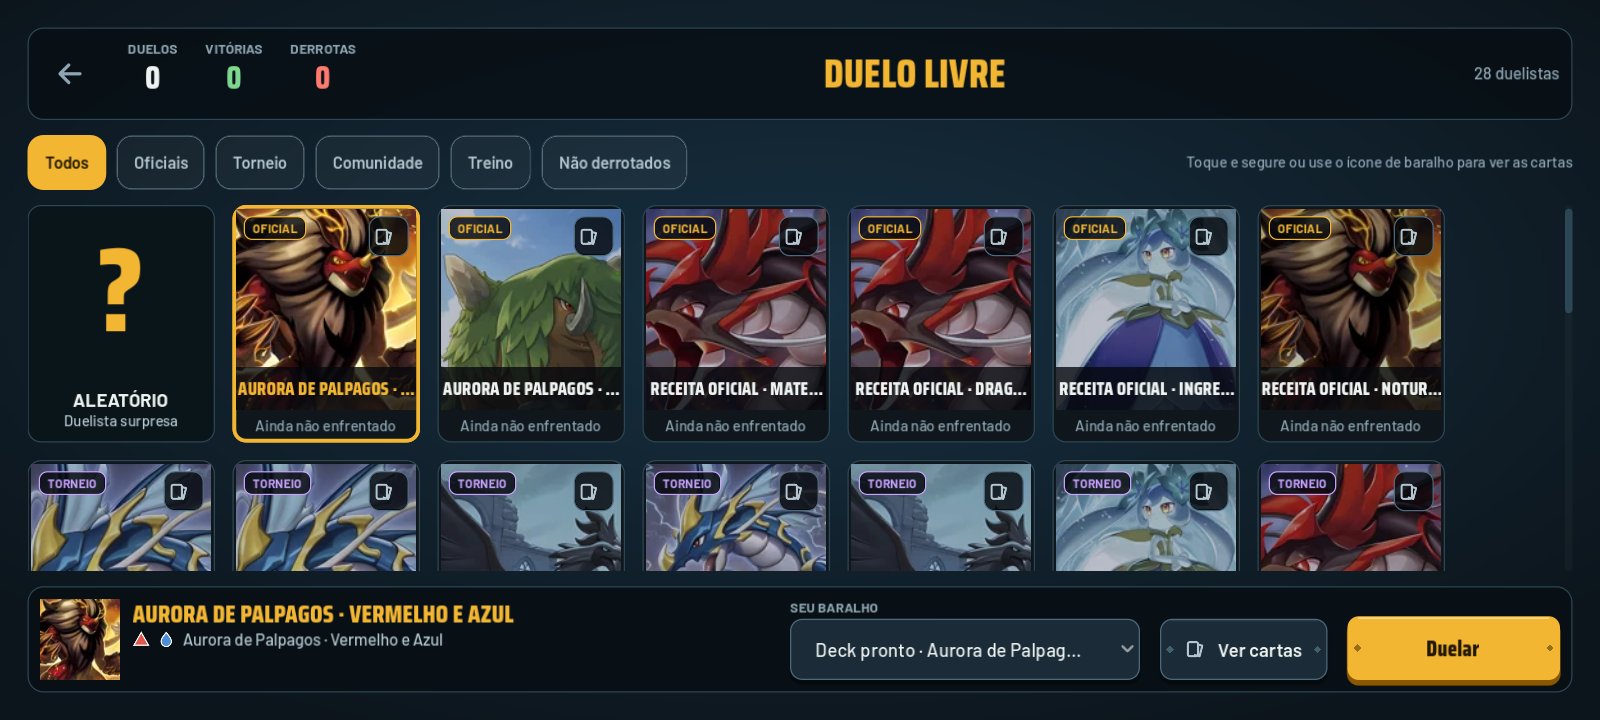 DUELOS VITÓRIAS DERROTAS
0 0 0
DUELO LIVRE
28 duelistas
Todos Oficiais Torneio Comunidade Treino Não derrotados
Toque e segure ou use o ícone de baralho para ver as cartas
?
ALEATÓRIO
Duelista surpresa
OFICIAL
AURORA DE PALPAGOS · ...
Ainda não enfrentado
OFICIAL
AURORA DE PALPAGOS · ...
Ainda não enfrentado
OFICIAL
RECEITA OFICIAL · MATE...
Ainda não enfrentado
OFICIAL
RECEITA OFICIAL · DRAG...
Ainda não enfrentado
OFICIAL
RECEITA OFICIAL · INGRE...
Ainda não enfrentado
OFICIAL
RECEITA OFICIAL · NOTUR...
Ainda não enfrentado
TORNEIO
TORNEIO
TORNEIO
TORNEIO
TORNEIO
TORNEIO
TORNEIO
AURORA DE PALPAGOS · VERMELHO E AZUL
Aurora de Palpagos · Vermelho e Azul
SEU BARALHO
Deck pronto · Aurora de Palpag...
Ver cartas
Duelar